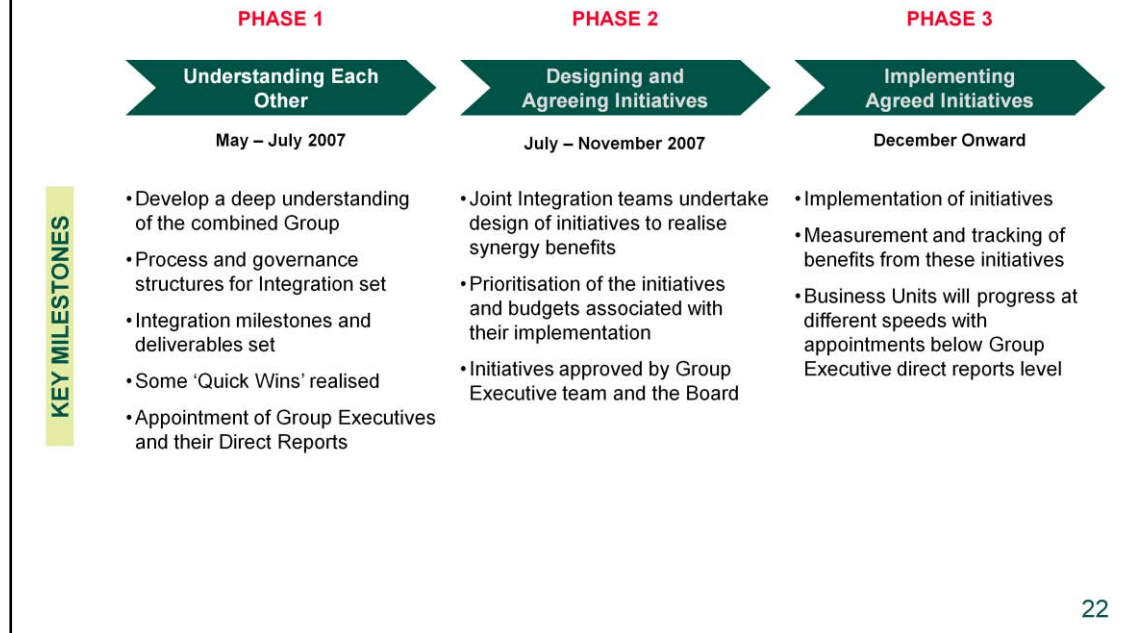 PHASE 1
Understanding Each
Other
May – July 2007
PHASE 2
Designing and
Agreeing Initiatives
July – November 2007
PHASE 3
Implementing
Agreed Initiatives
December Onward
KEY MILESTONES
•Develop a deep understanding
of the combined Group
•Process and governance
structures for Integration set
•Integration milestones and
deliverables set
•Some ‘Quick Wins’ realised
•Appointment of Group Executives
and their Direct Reports
•Joint Integration teams undertake
design of initiatives to realise
synergy benefits
•Prioritisation of the initiatives
and budgets associated with
their implementation
•Initiatives approved by Group
Executive team and the Board
•Implementation of initiatives
•Measurement and tracking of
benefits from these initiatives
•Business Units will progress at
different speeds with
appointments below Group
Executive direct reports level
22